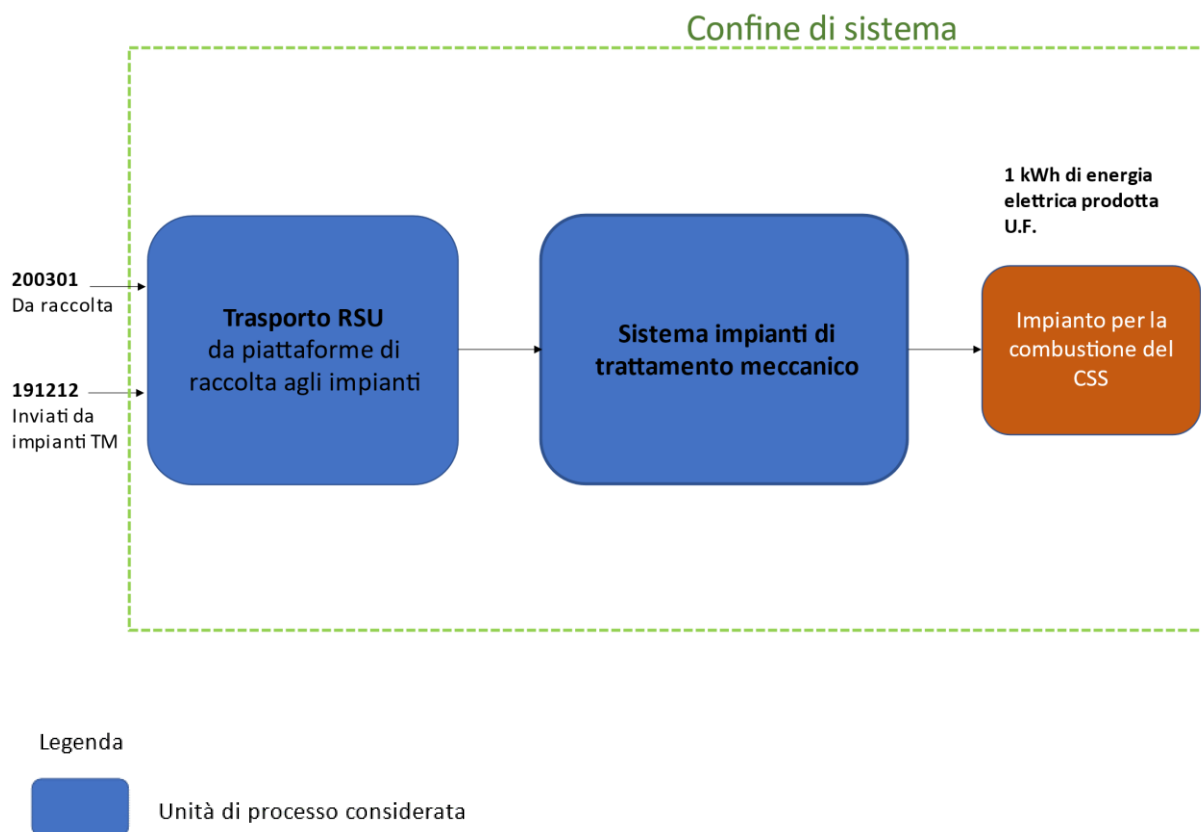 Confine di sistema
1 kWh di energia
elettrica prodotta
U.F.
200301
Da raccolta
191212
Inviati da
impianti TM
Trasporto RSU
da piattaforme di
raccolta agli impianti
Sistema impianti di
trattamento meccanico
Impianto per la
combustione del
CSS
Legenda
Unità di processo considerata